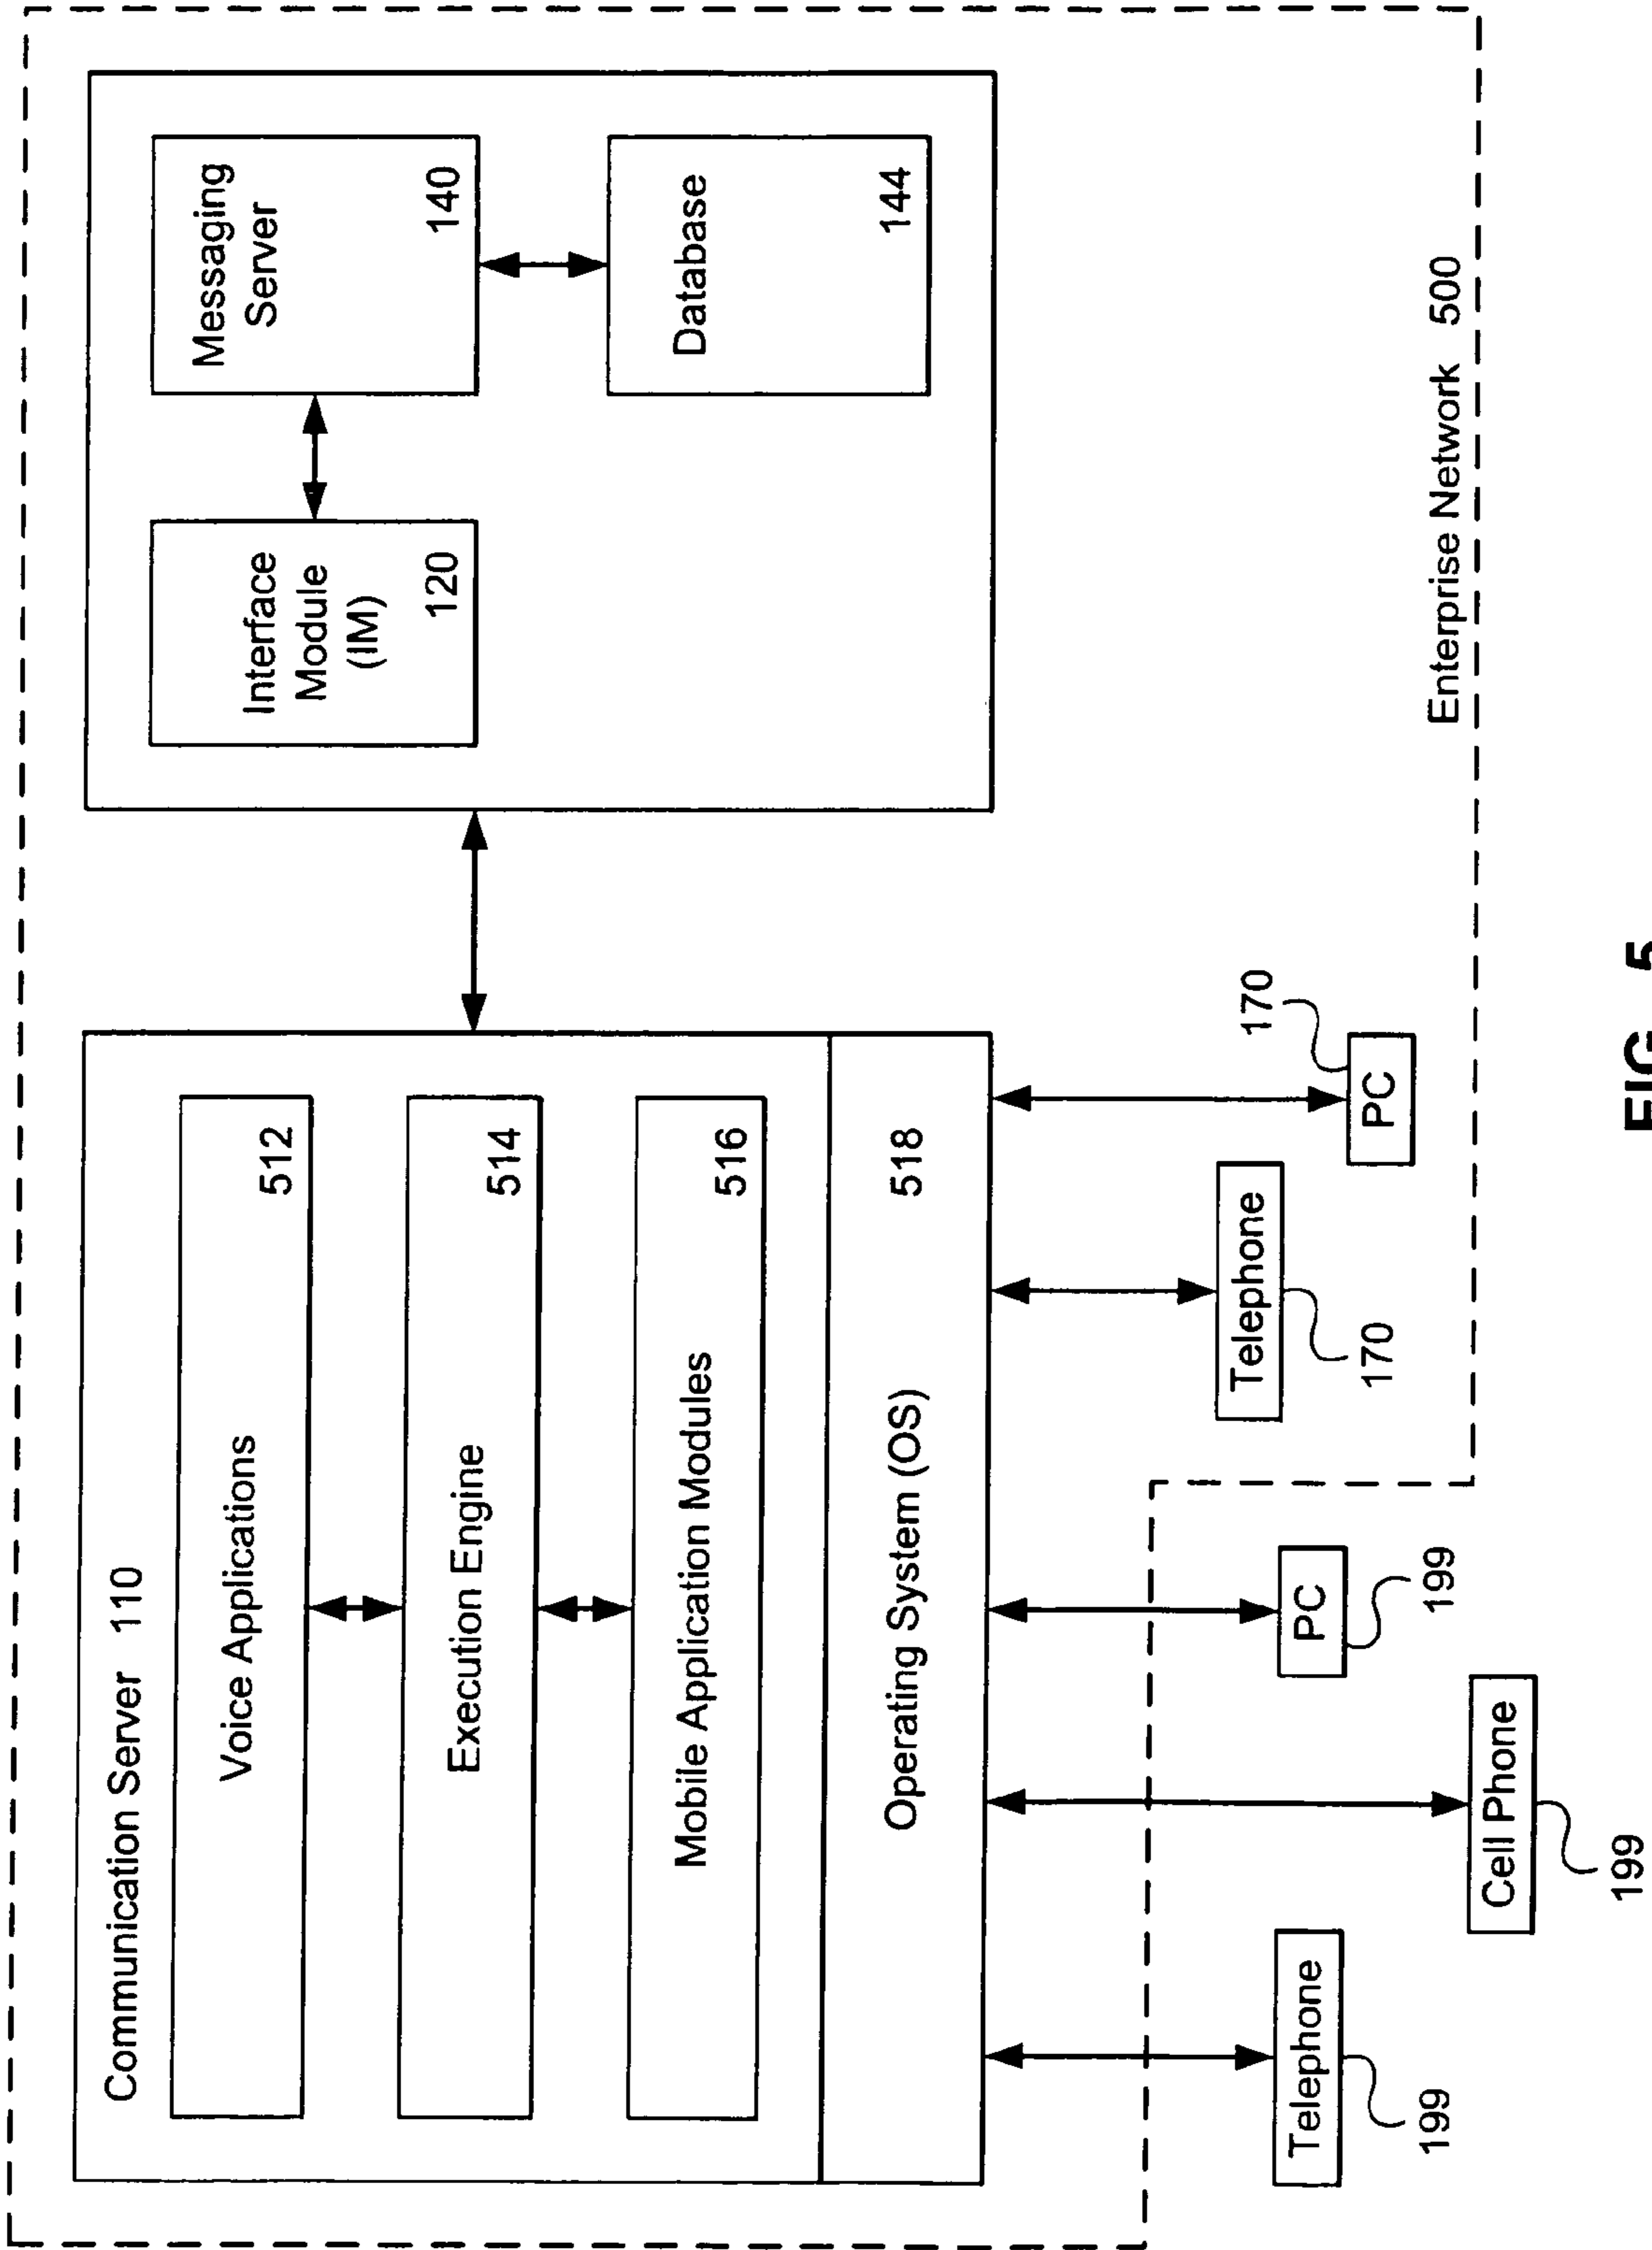 Communication Server 110
Voice Applications
512
Execution Engine
514
Mobile Application Modules
516
Operating System (OS)
518
Interface
Module
(IM)
120
Messaging
Server
140
Database
144
Telephone
199
Cell Phone
199
PC
199
Telephone
170
PC
170
Enterprise Network 500
FIG. 5